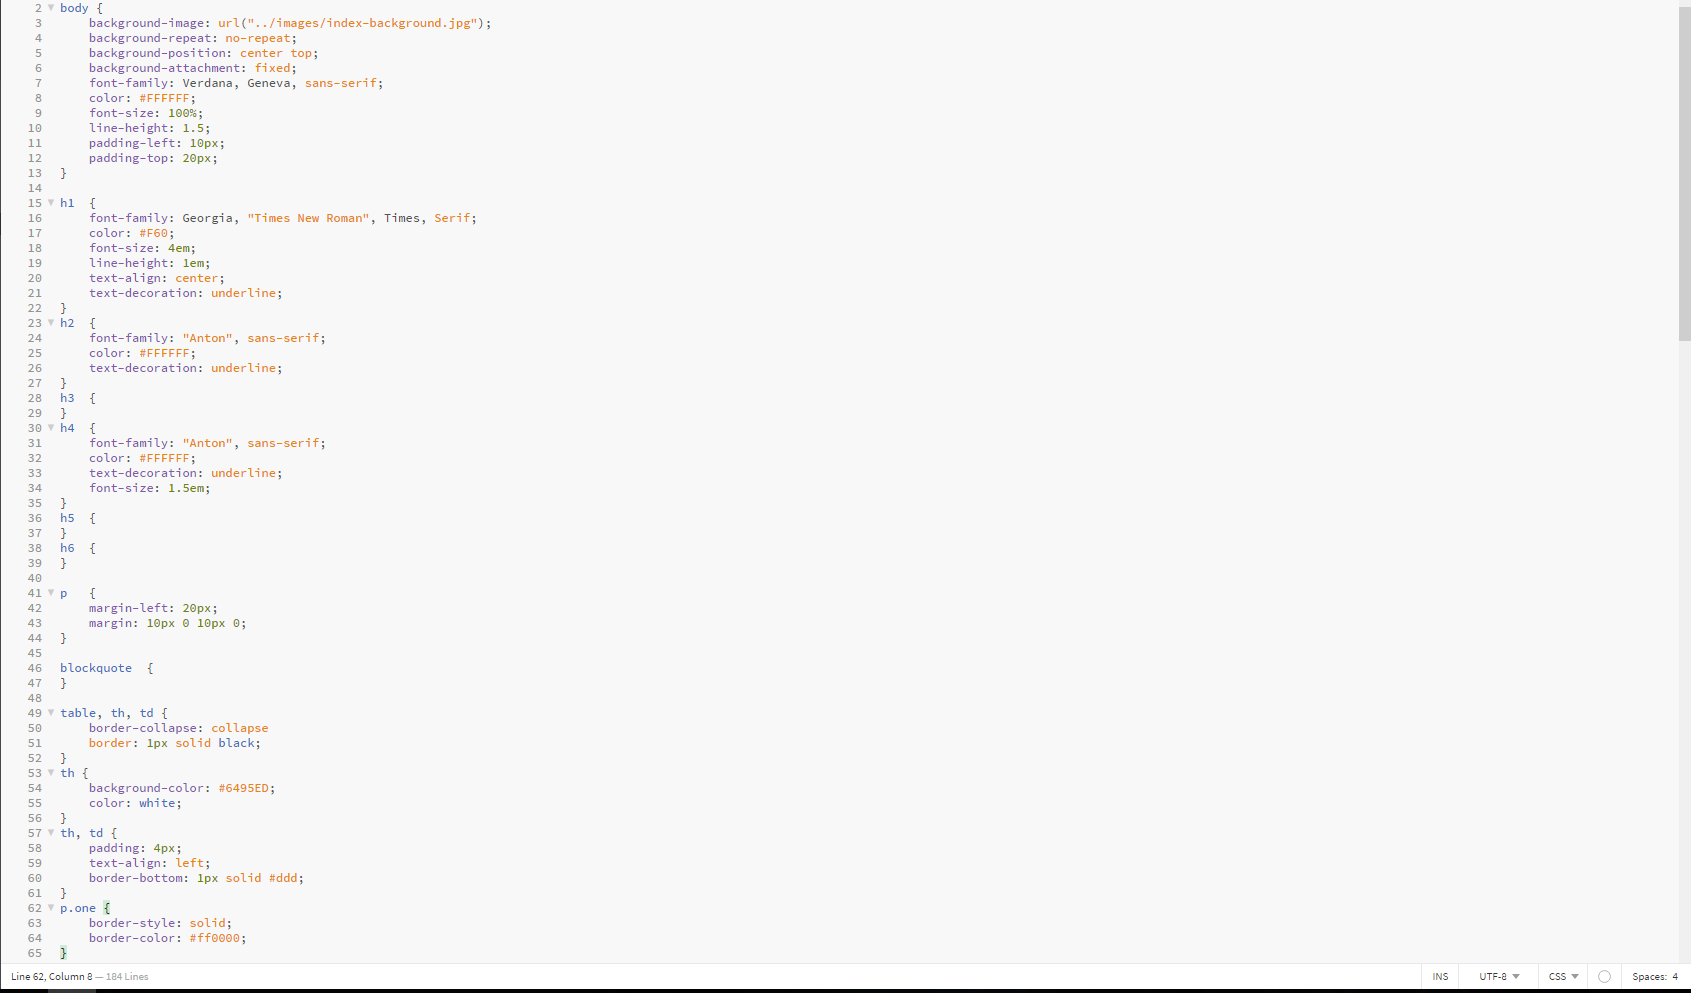 2 body {
3     background-image: url("../images/index-background.jpg");
4     background-repeat: no-repeat;
5     background-position: center top;
6     background-attachment: fixed;
7     font-family: Verdana, Geneva, sans-serif;
8     color: #FFFFFF;
9     font-size: 100%;
10     line-height: 1.5;
11     padding-left: 10px;
12     padding-top: 20px;
13 }
14
15 h1  {
16     font-family: Georgia, "Times New Roman", Times, Serif;
17     color: #F60;
18     font-size: 4em;
19     line-height: 1em;
20     text-align: center;
21     text-decoration: underline;
22 }
23 h2  {
24     font-family: "Anton", sans-serif;
25     color: #FFFFFF;
26     text-decoration: underline;
27 }
28 h3  {
29 }
30 h4  {
31     font-family: "Anton", sans-serif;
32     color: #FFFFFF;
33     text-decoration: underline;
34     font-size: 1.5em;
35 }
36 h5  {
37 }
38 h6  {
39 }
40
41 p   {
42     margin-left: 20px;
43     margin: 10px 0 10px 0;
44 }
45
46 blockquote  {
47 }
48
49 table, th, td {
50     border-collapse: collapse
51     border: 1px solid black;
52 }
53 th {
54     background-color: #6495ED;
55     color: white;
56 }
57 th, td {
58     padding: 4px;
59     text-align: left;
60     border-bottom: 1px solid #ddd;
61 }
62 p.one {
63     border-style: solid;
64     border-color: #ff0000;
65 }
Line 62, Column 8 — 184 Lines INS UTF-8 CSS Spaces: 4